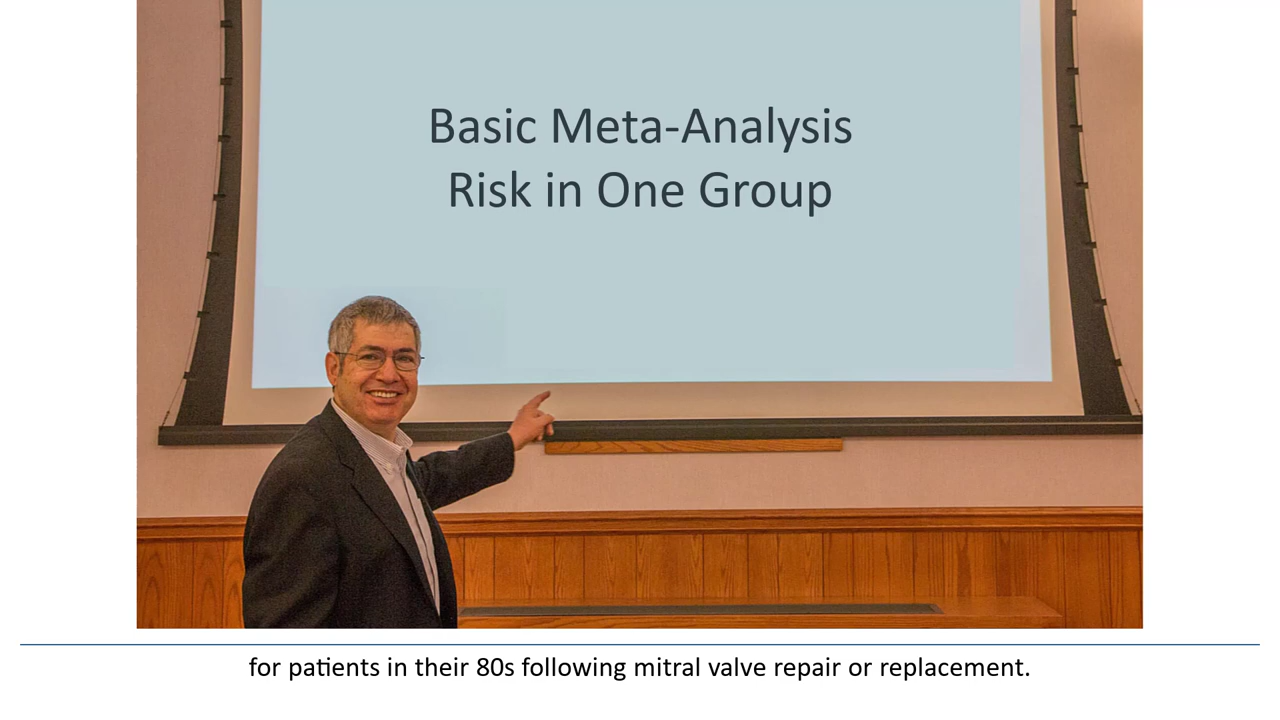 Basic Meta-Analysis
Risk in One Group
for patients in their 80s following mitral valve repair or replacement.